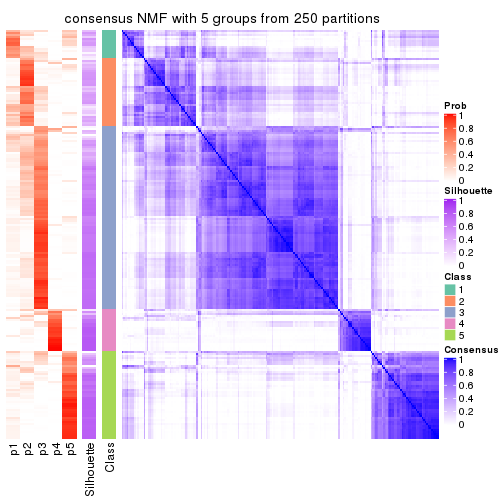 consensus NMF with 5 groups from 250 partitions
Prob
1
0.8
0.6
0.4
0.2
0
Silhouette
1
0.8
0.6
0.4
0.2
0
Class
1
2
3
4
5
Consensus
1
0.8
0.6
0.4
0.2
0
p1
p2
p3
p4
p5
Silhouette
Class